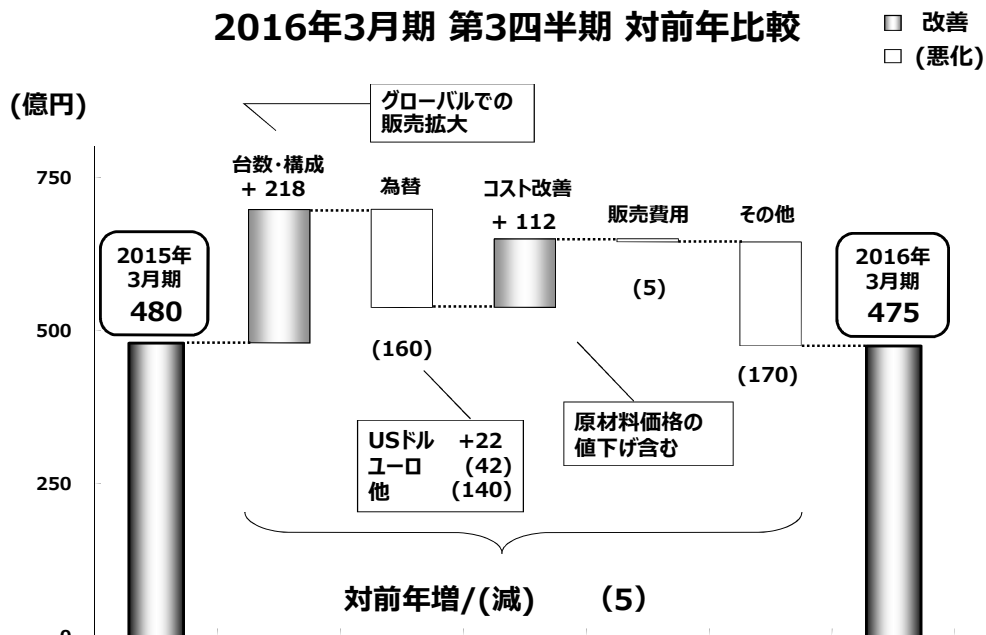 2016年3月期 第3四半期 対前年比較
改善
(悪化)
(億円)
グローバルでの
販売拡大
750
台数・構成
+ 218
為替
コスト改善
+ 112
販売費用
その他
2015年
3月期
480
(5)
2016年
3月期
475
500
(160)
(170)
USドル +22
ユーロ (42)
他 (140)
原材料価格の
値下げ含む
250
対前年増/(減) (5)
0